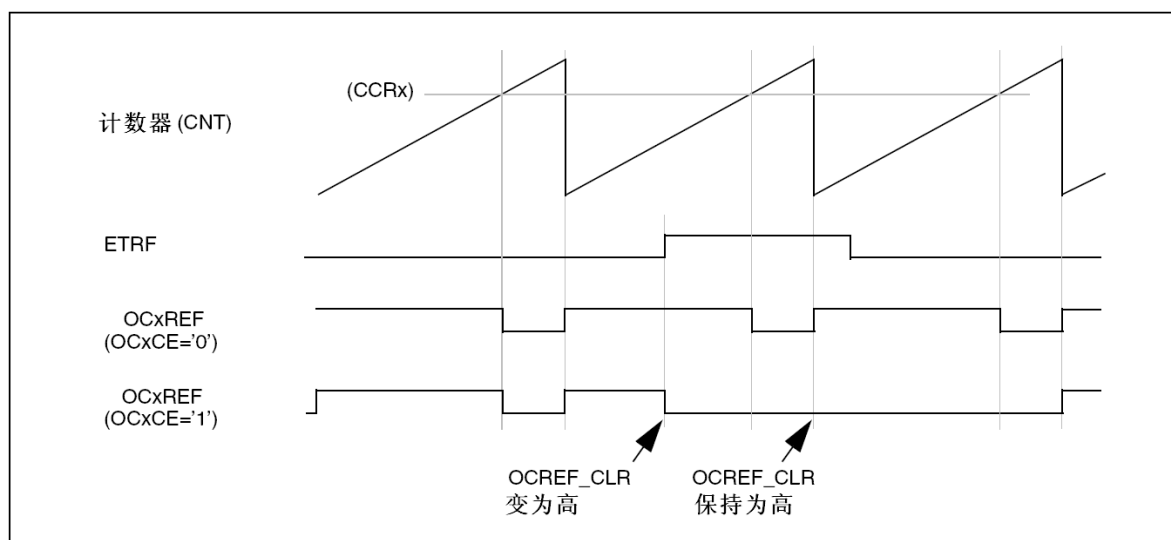 (CCRx)
计数器(CNT)
ETRF
OCxREF
(OCxCE='0')
OCxREF
(OCxCE='1')
OCREF_CLR
变为高
OCREF_CLR
保持为高